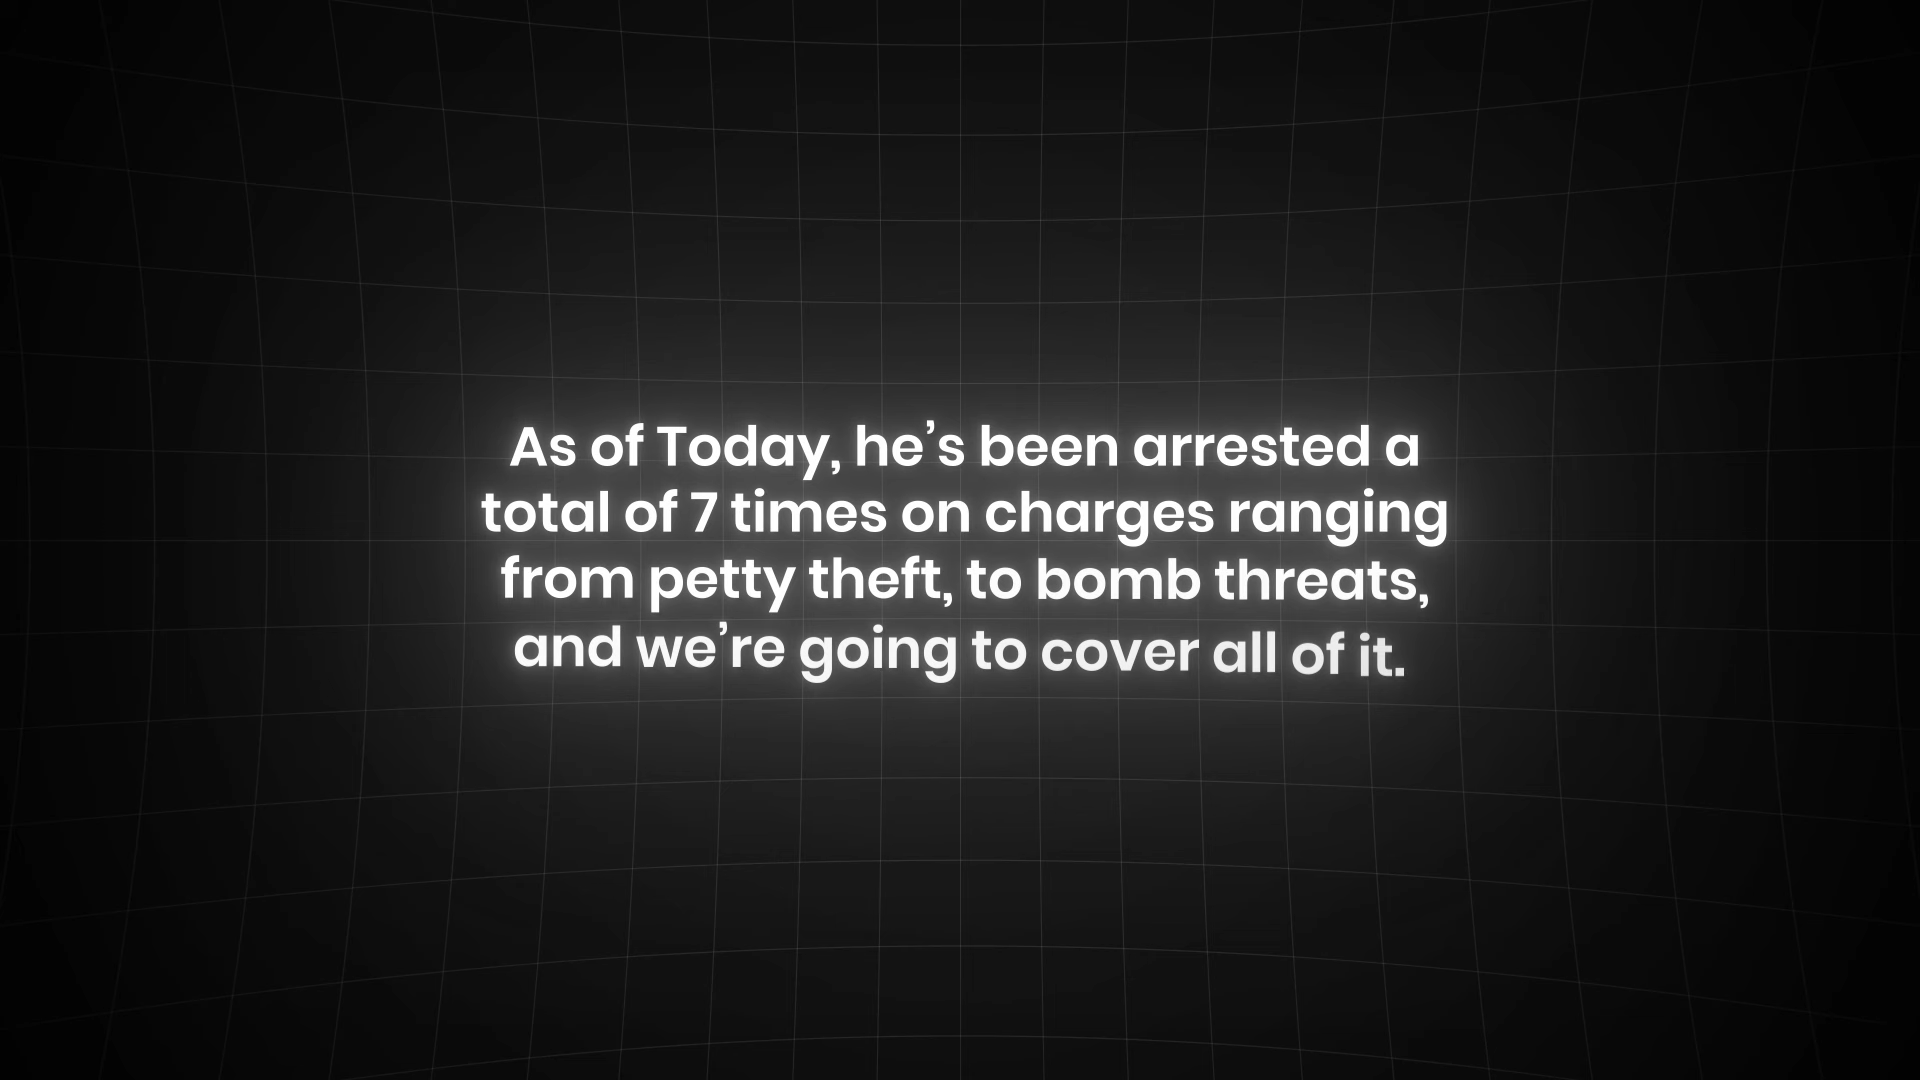 As of Today, he’s been arrested a
total of 7 times on charges ranging
from petty theft, to bomb threats,
and we’re going to cover all of it.